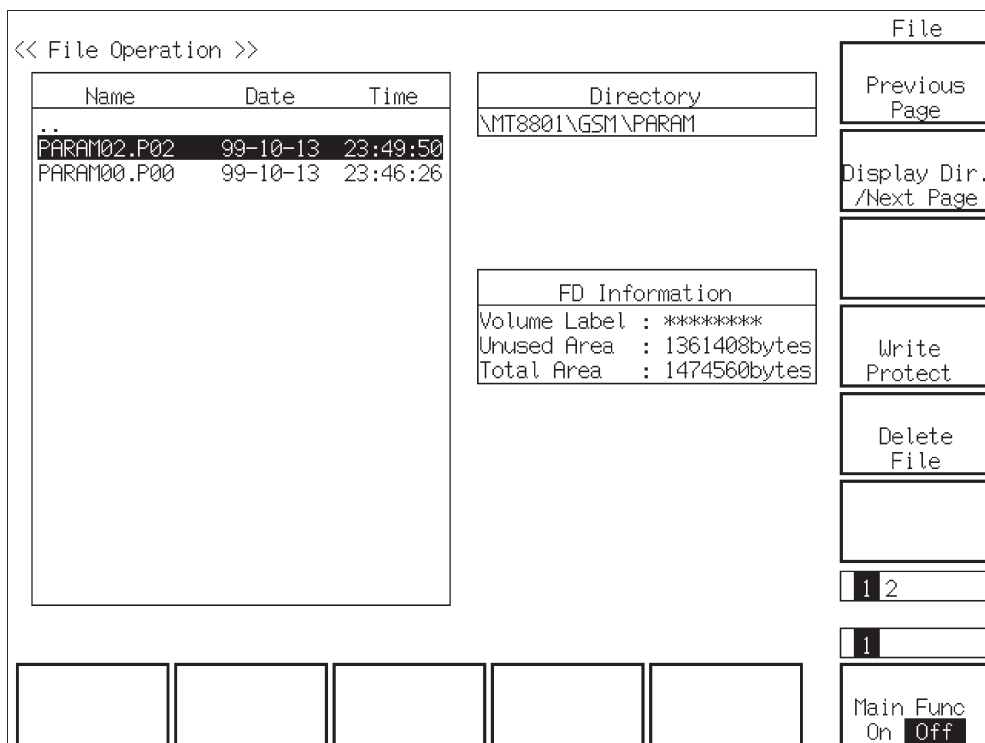 << File Operation >>
Name Date Time
..
PARAM02.P02 99-10-13 23:49:50
PARAM00.P00 99-10-13 23:46:26
Directory
\MT8801\GSM\PARAM
FD Information
Volume Label : ********
Unused Area : 1361408bytes
Total Area : 1474560bytes
File
Previous
Page
Display Dir.
/Next Page
Write
Protect
Delete
File
1 2
1
Main Func
On Off